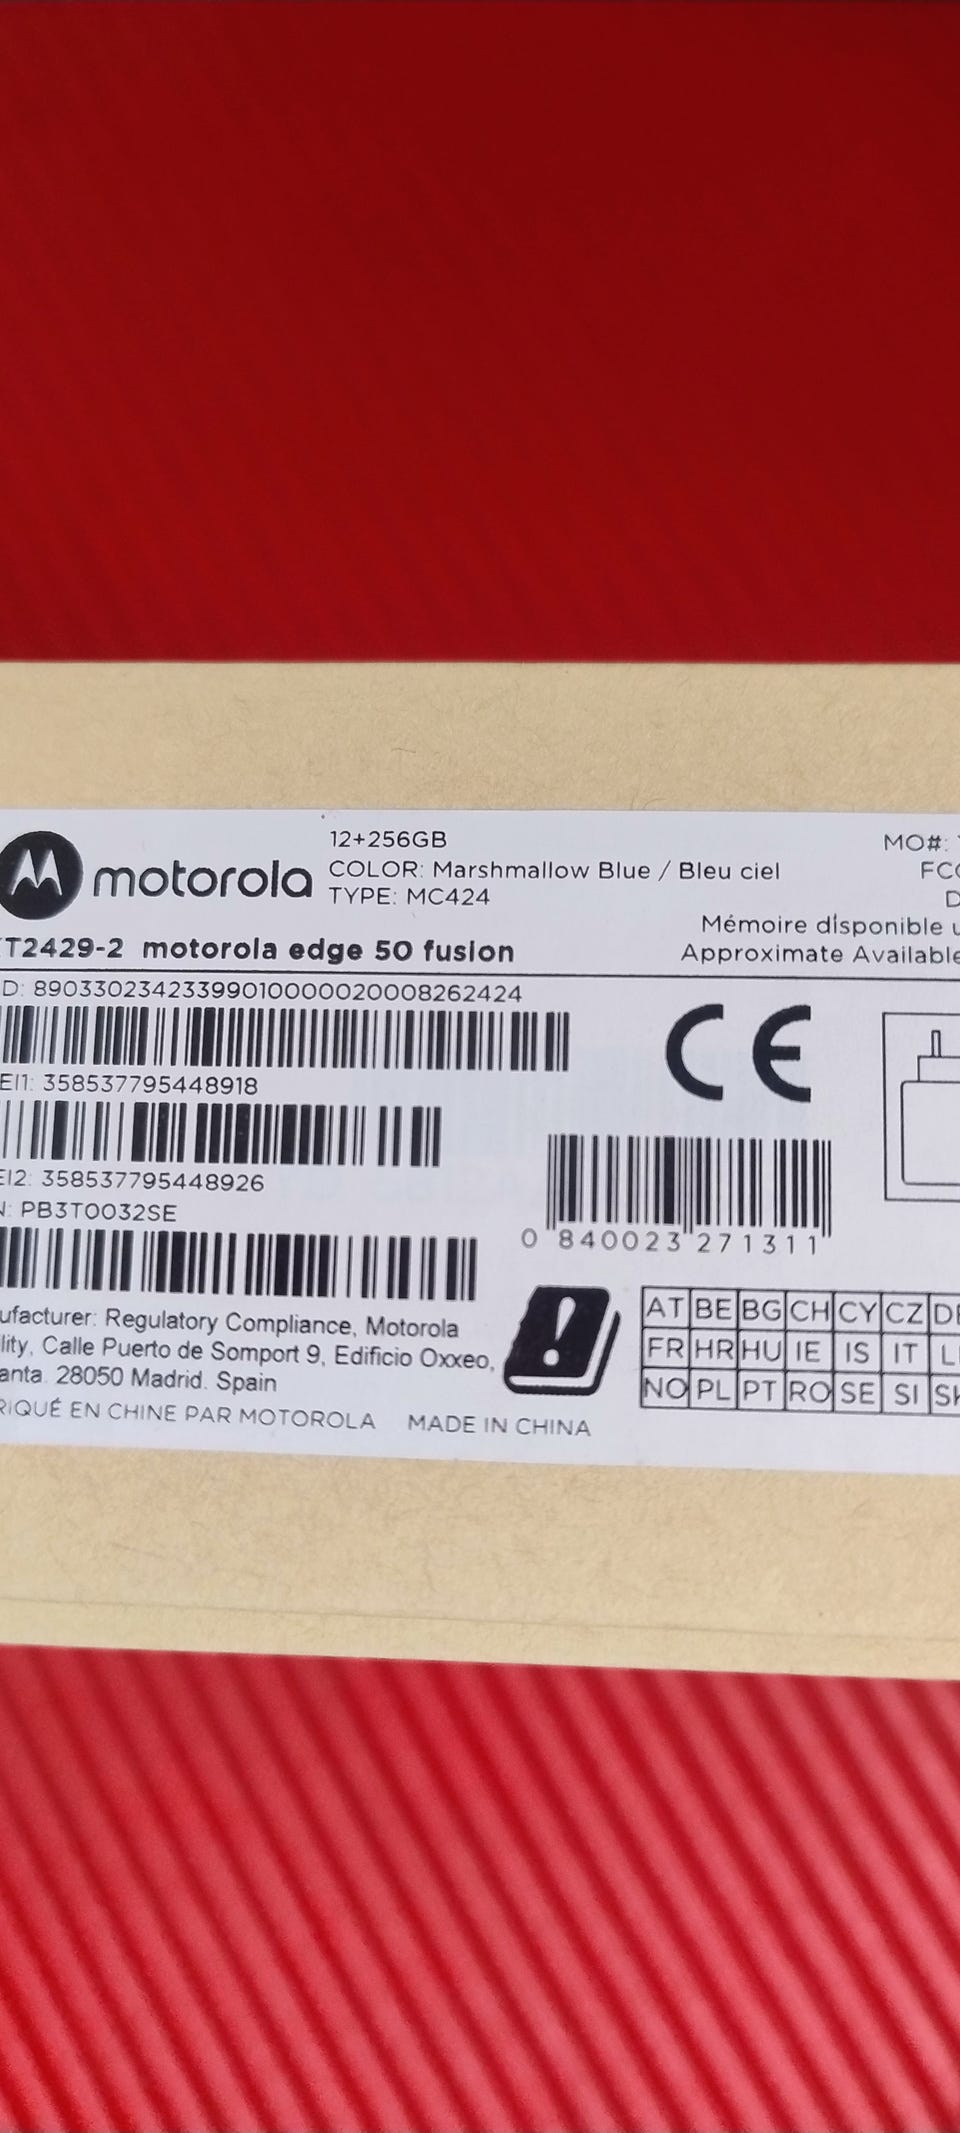 motorola
12+256GB
COLOR: Marshmallow Blue / Bleu ciel
TYPE: MC424
MO#:
Mémoire disponible
Approximate Available
T2429-2 motorola edge 50 fusion
D: 89033023423399010000020008262424
EI1: 358537795448918
EI2: 358537795448926
N: PB3T0032SE
CE
0 840023 271311
ufacturer: Regulatory Compliance, Motorola
lity, Calle Puerto de Somport 9, Edificio Oxxeo,
anta. 28050 Madrid. Spain
RIQUÉ EN CHINE PAR MOTOROLA MADE IN CHINA
AT BE BG CH CY CZ DE
FR HR HU IE IS IT
NO PL PT RO SE SI SK